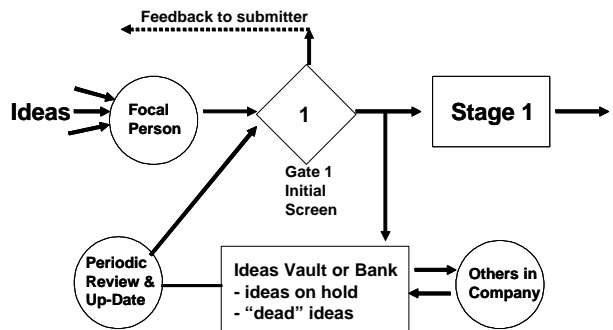 Feedback to submitter
Ideas
Focal
Person
1
Stage 1
Gate 1
Initial
Screen
Periodic
Review &
Up-Date
Ideas Vault or Bank
- ideas on hold
- “dead” ideas
Others in
Company